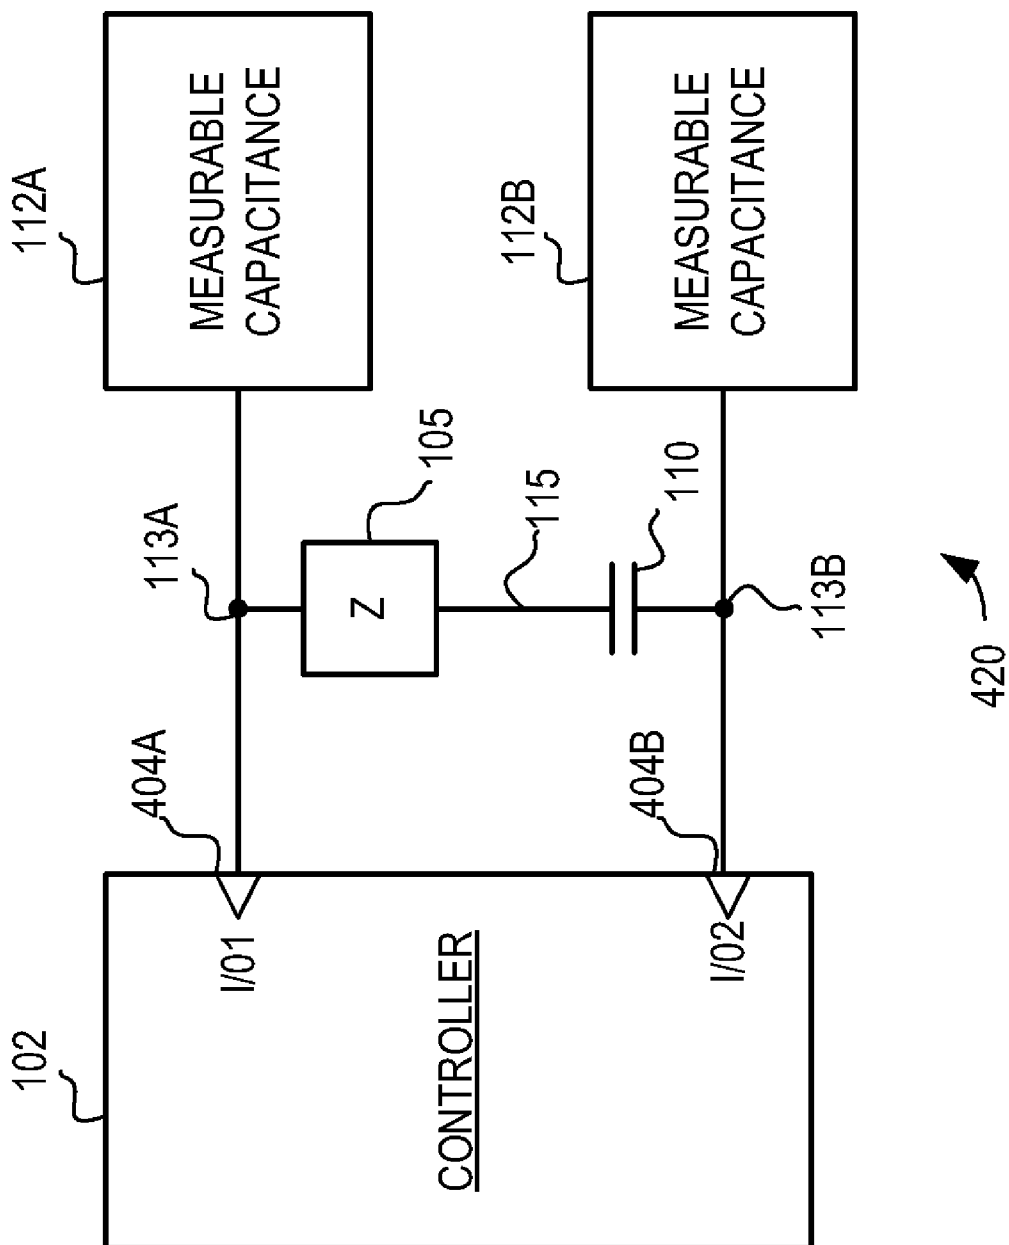 112A
MEASURABLE
CAPACITANCE
112B
MEASURABLE
CAPACITANCE
113A
105
Z
115
110
113B
404A
404B
102
I/01
CONTROLLER
I/02
420